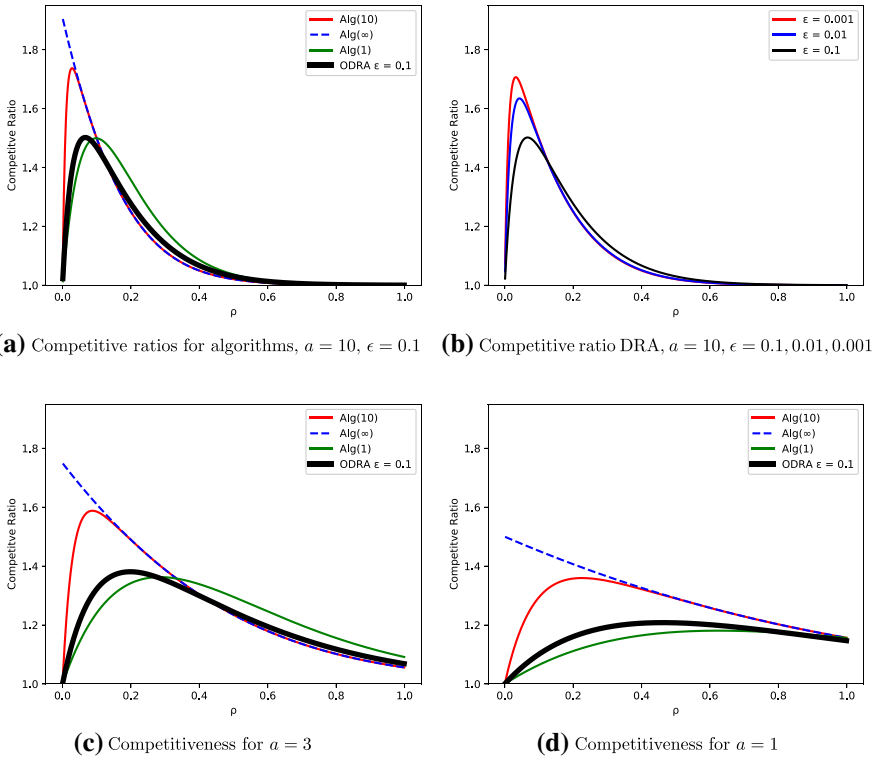 Alg(10)
Alg(∞)
Alg(1)
ODRA ε = 0.1
1.8
1.6
1.4
1.2
1.0
Competitve Ratio
0.0 0.2 0.4 0.6 0.8 1.0
ρ
(a) Competitive ratios for algorithms, a = 10, ϵ = 0.1
ε = 0.001
ε = 0.01
ε = 0.1
1.8
1.6
1.4
1.2
1.0
Competitve Ratio
0.0 0.2 0.4 0.6 0.8 1.0
ρ
(b) Competitive ratio DRA, a = 10, ϵ = 0.1, 0.01, 0.001
Alg(10)
Alg(∞)
Alg(1)
ODRA ε = 0.1
1.8
1.6
1.4
1.2
1.0
Competitve Ratio
0.0 0.2 0.4 0.6 0.8 1.0
ρ
(c) Competitiveness for a = 3
Alg(10)
Alg(∞)
Alg(1)
ODRA ε = 0.1
1.8
1.6
1.4
1.2
1.0
Competitve Ratio
0.0 0.2 0.4 0.6 0.8 1.0
ρ
(d) Competitiveness for a = 1